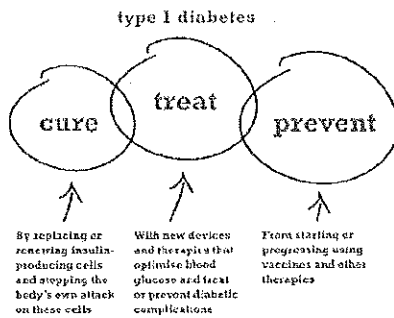 type 1 diabetes
cure
treat
prevent
By replacing or
renewing insulin-
producing cells
and stopping the
body's own attack
on these cells
With new devices
and therapies that
optimise blood
glucose and treat
or prevent diabetic
complications
From starting or
progressing using
vaccines and other
therapies